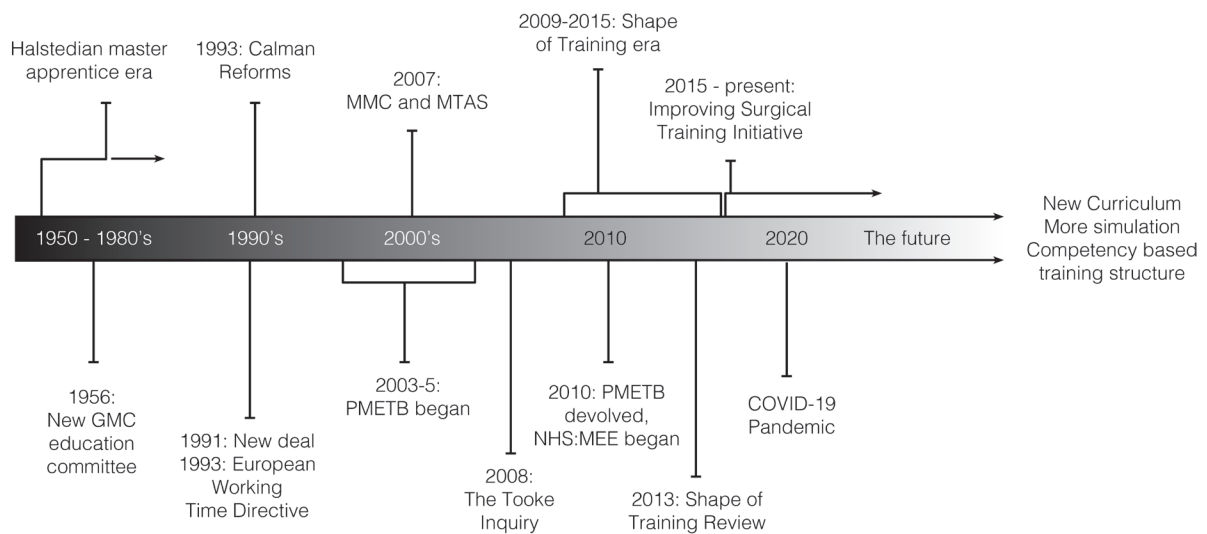 Halstedian master
apprentice era
1993: Calman
Reforms
2007:
MMC and MTAS
2009-2015: Shape
of Training era
2015 - present:
Improving Surgical
Training Initiative
1950 - 1980's
1990's
2000's
2010
2020
The future
New Curriculum
More simulation
Competency based
training structure
1956:
New GMC
education
committee
1991: New deal
1993: European
Working
Time Directive
2003-5:
PMETB began
2008:
The Tooke
Inquiry
2010: PMETB
devolved,
NHS:MEE began
2013: Shape of
Training Review
COVID-19
Pandemic